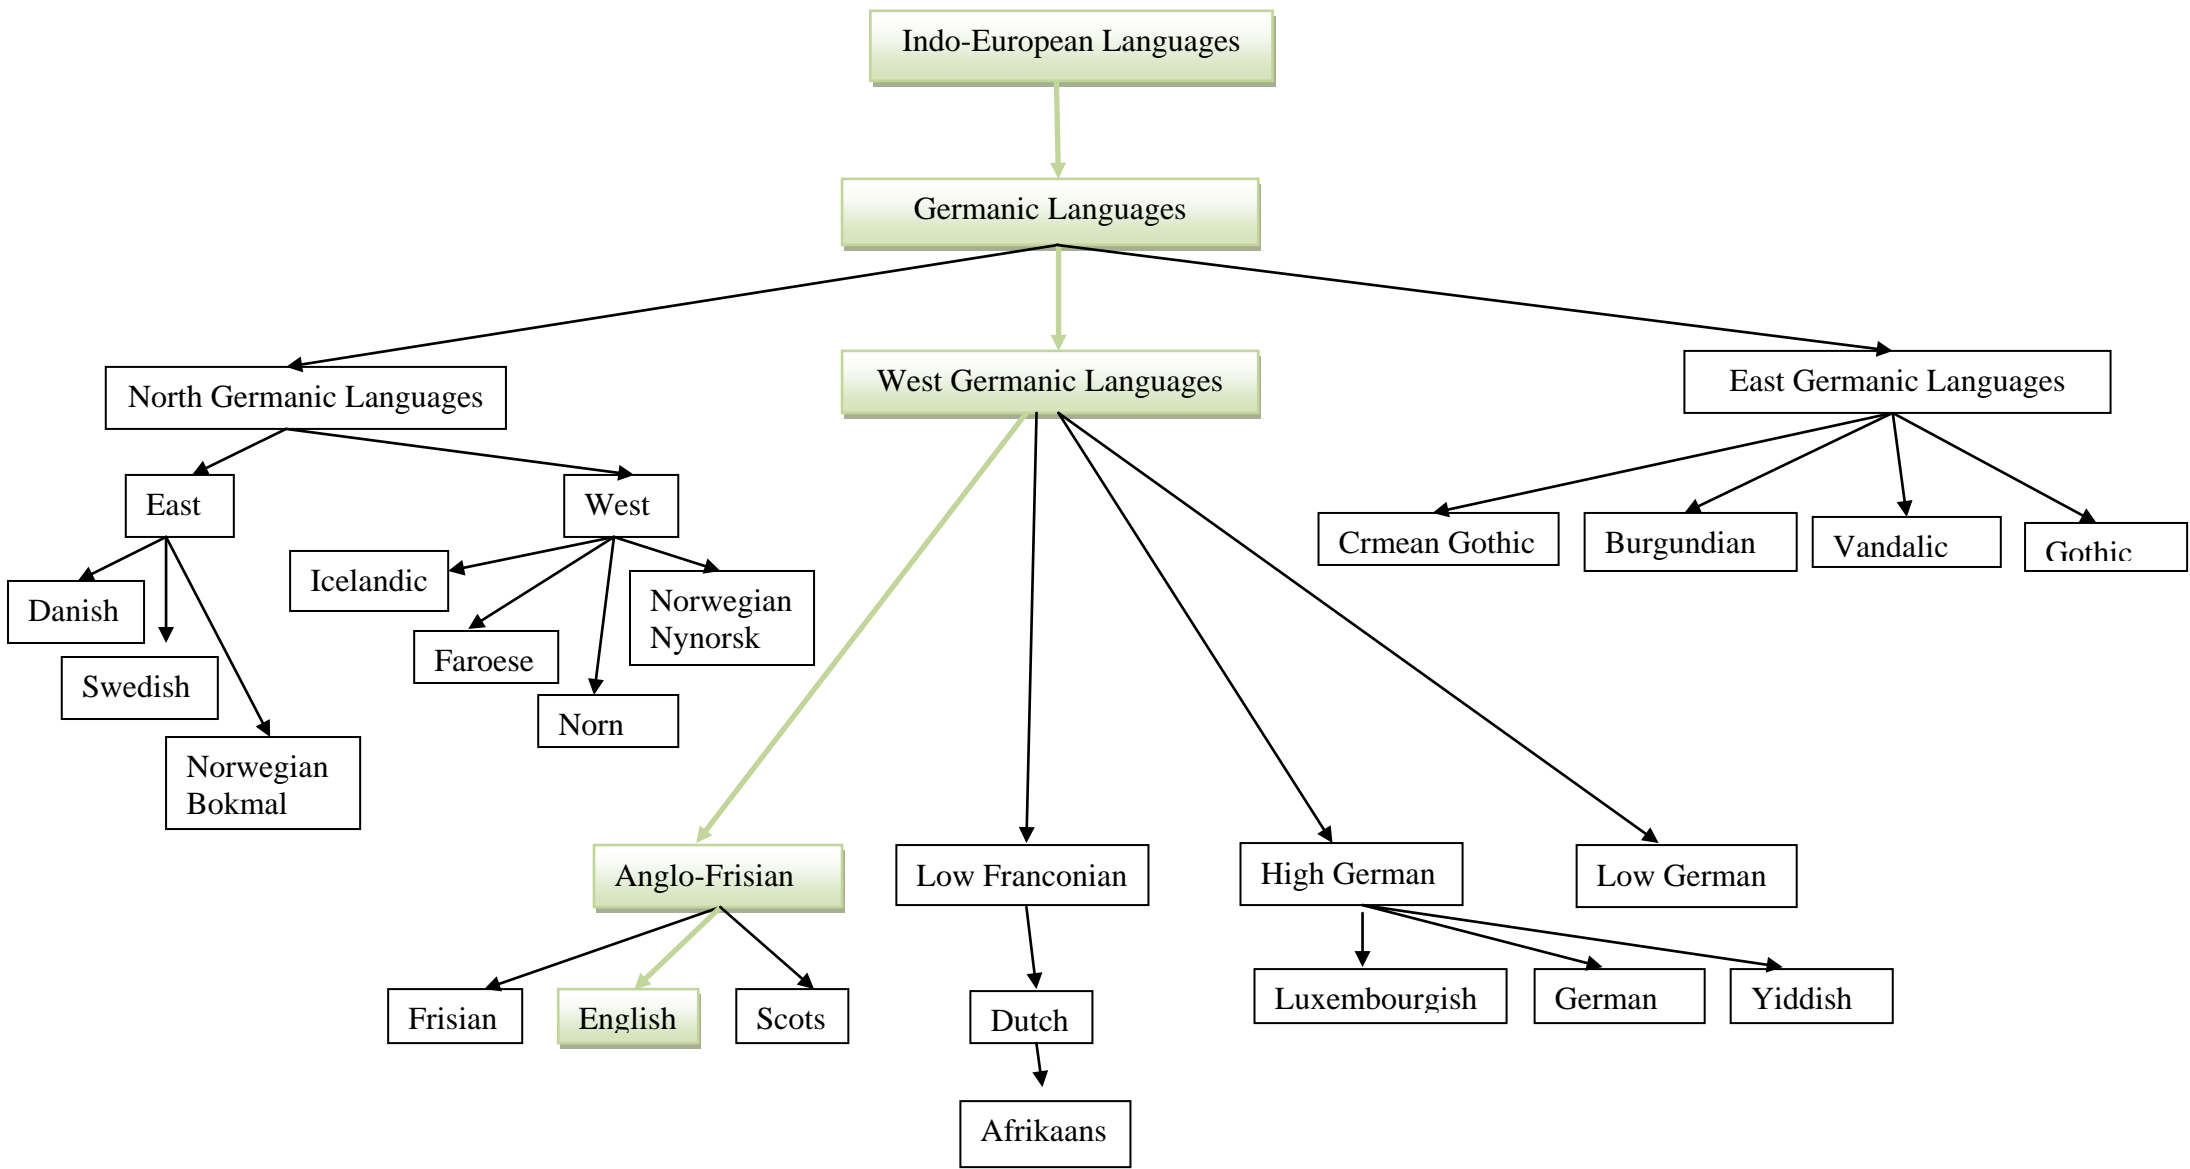 Indo-European Languages
Germanic Languages
North Germanic Languages
West Germanic Languages
East Germanic Languages
East
West
Crmean Gothic
Burgundian
Vandalic
Gothic
Icelandic
Norwegian
Nynorsk
Danish
Faroese
Swedish
Norn
Norwegian
Bokmal
Anglo-Frisian
Low Franconian
High German
Low German
Frisian
English
Scots
Dutch
Luxembourgish
German
Yiddish
Afrikaans